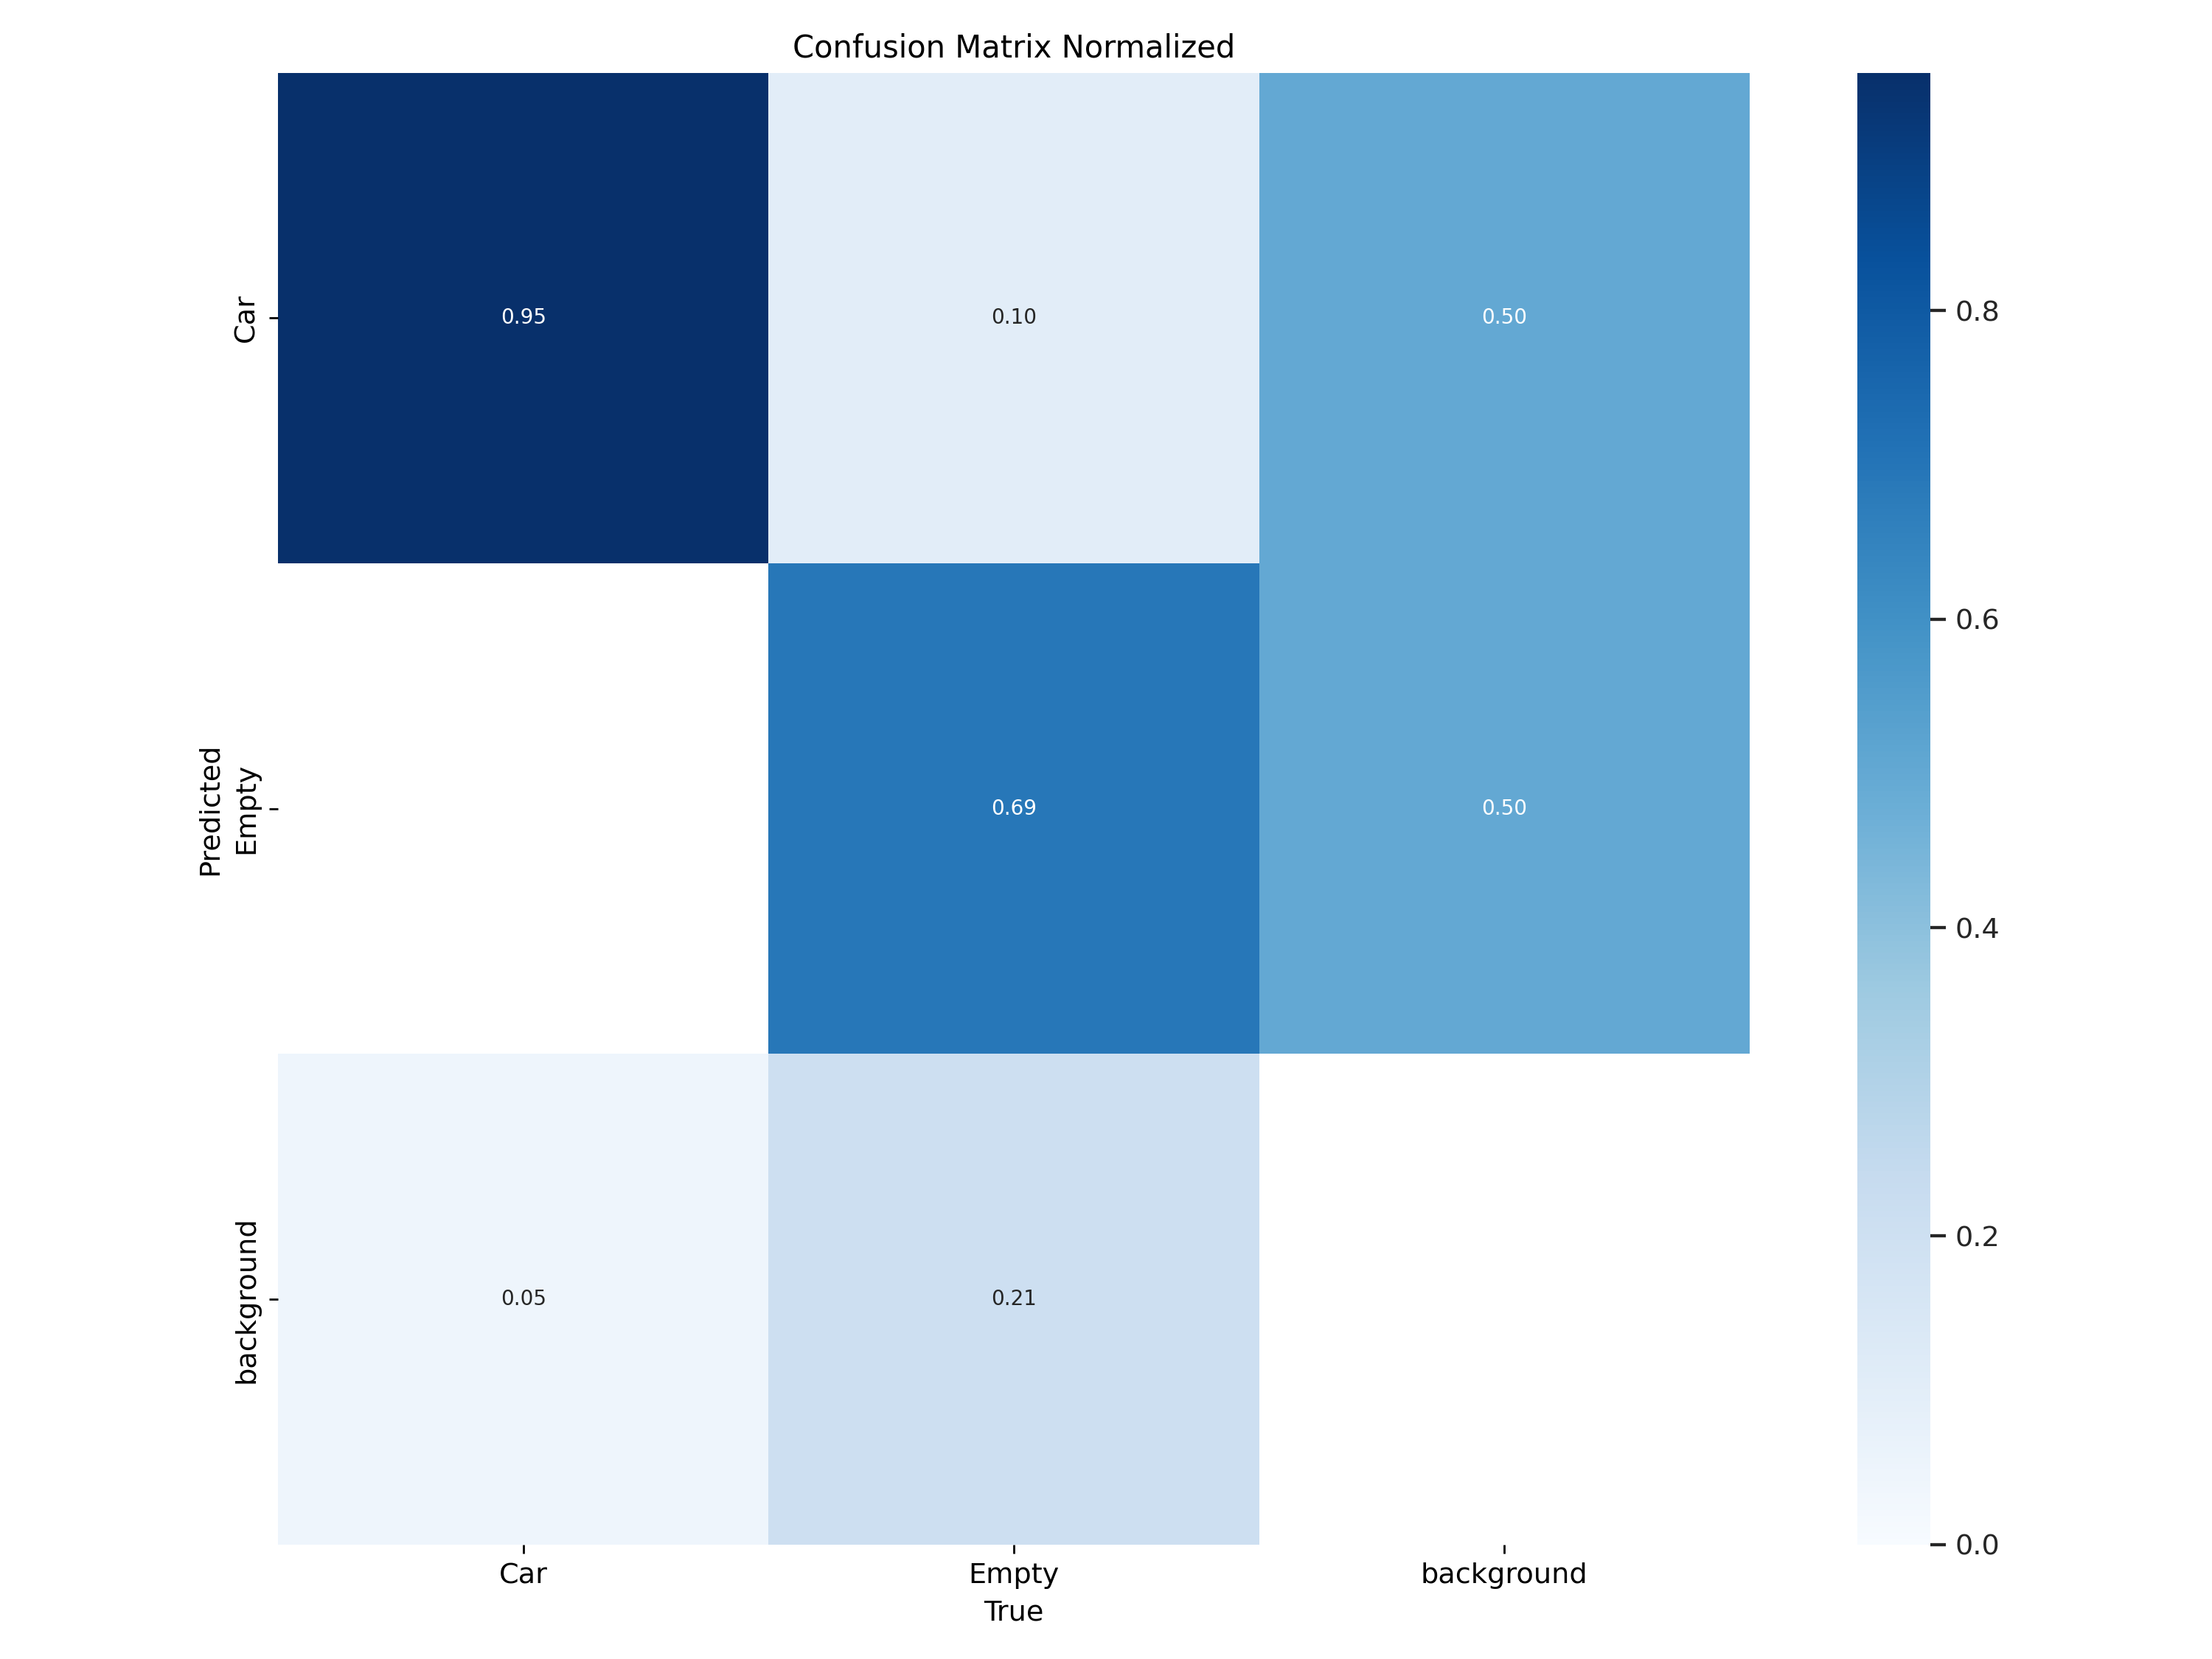 Confusion Matrix Normalized
Car
0.95
0.10
0.50
0.8
0.6
Predicted
Empty
0.69
0.50
0.4
0.2
background
0.05
0.21
0.0
Car
Empty
background
True